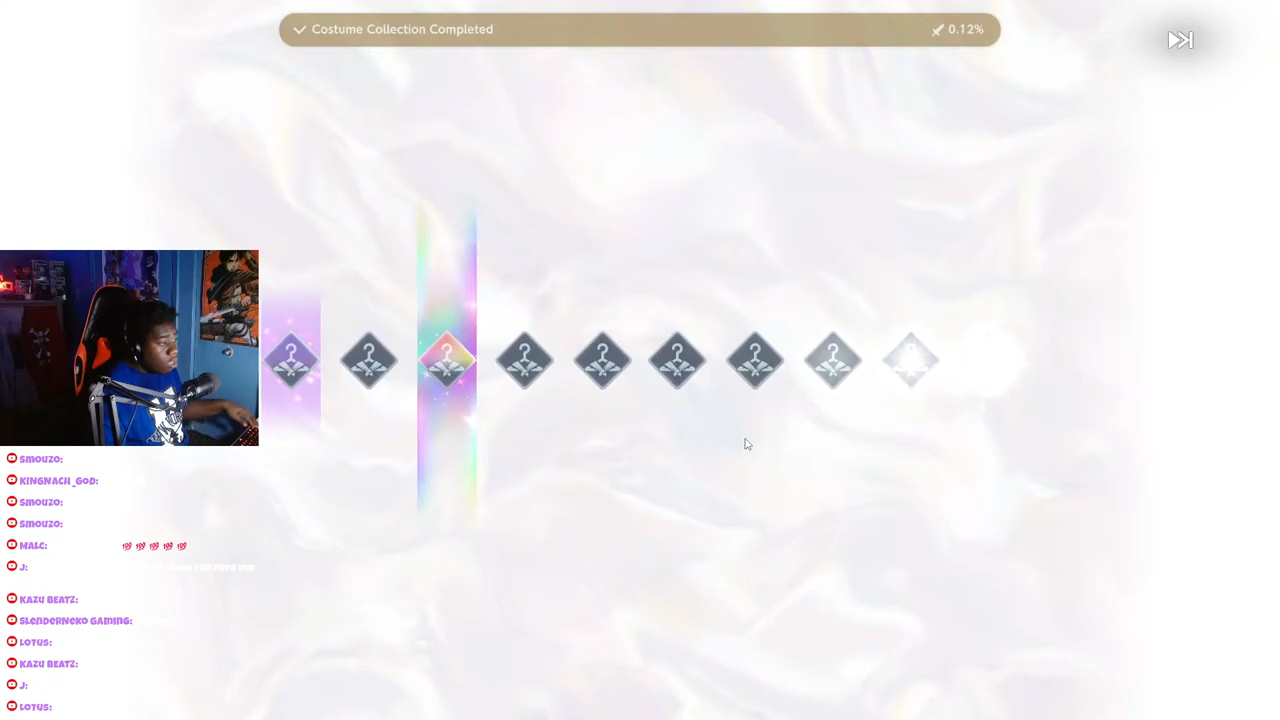 Costume Collection Completed 0.12%
Smouzo:
KINGNACH_GOD:
Smouzo:
Smouzo:
Malc: 💯 💯 💯 💯 💯
J:
Kazu Beatz:
SlenderNeko Gaming:
Lotus:
Kazu Beatz:
J:
Lotus: